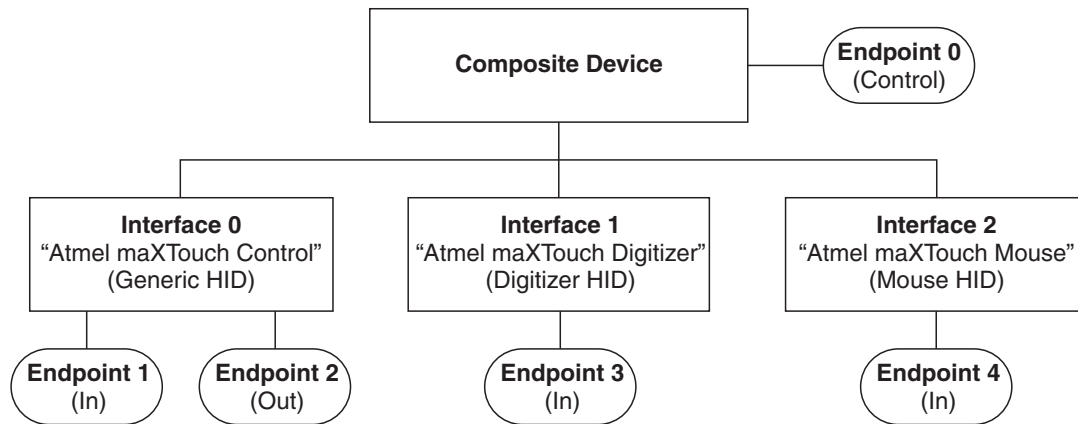 Composite Device
Endpoint 0
(Control)
Interface 0
“Atmel maXTouch Control”
(Generic HID)
Interface 1
“Atmel maXTouch Digitizer”
(Digitizer HID)
Interface 2
“Atmel maXTouch Mouse”
(Mouse HID)
Endpoint 1
(In)
Endpoint 2
(Out)
Endpoint 3
(In)
Endpoint 4
(In)